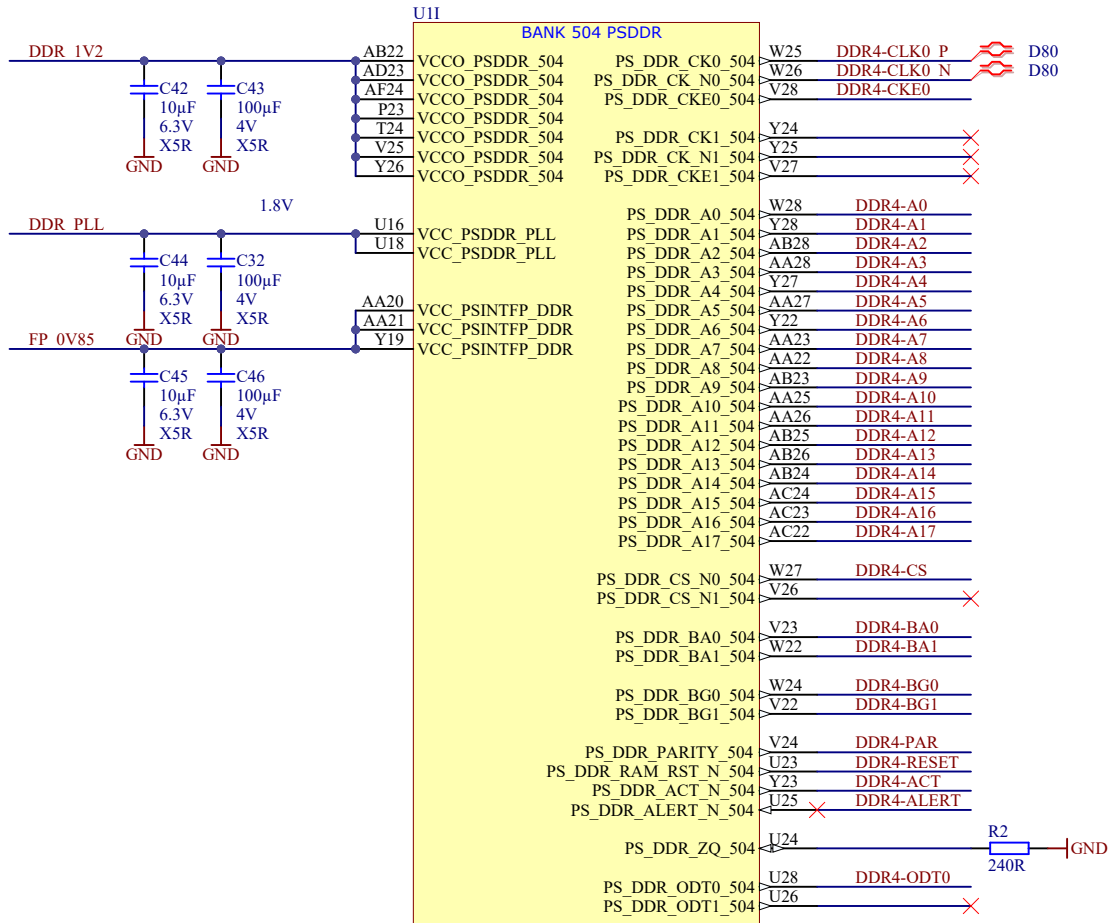 U1I
BANK 504 PSDDR
DDR_1V2
AB22 VCCO_PSDDR_504
AD23 VCCO_PSDDR_504
AF24 VCCO_PSDDR_504
P23 VCCO_PSDDR_504
T24 VCCO_PSDDR_504
V25 VCCO_PSDDR_504
Y26 VCCO_PSDDR_504
C42
10µF
6.3V
X5R
GND
C43
100µF
4V
X5R
GND
1.8V
DDR_PLL
U16 VCC_PSDDR_PLL
U18 VCC_PSDDR_PLL
C44
10µF
6.3V
X5R
GND
C32
100µF
4V
X5R
GND
FP_0V85
AA20 VCC_PSINTFP_DDR
AA21 VCC_PSINTFP_DDR
Y19 VCC_PSINTFP_DDR
C45
10µF
6.3V
X5R
GND
C46
100µF
4V
X5R
GND
PS_DDR_CK0_504 W25 DDR4-CLK0_P D80
PS_DDR_CK_N0_504 W26 DDR4-CLK0_N D80
PS_DDR_CKE0_504 V28 DDR4-CKE0
PS_DDR_CK1_504 Y24
PS_DDR_CK_N1_504 Y25
PS_DDR_CKE1_504 V27
PS_DDR_A0_504 W28 DDR4-A0
PS_DDR_A1_504 Y28 DDR4-A1
PS_DDR_A2_504 AB28 DDR4-A2
PS_DDR_A3_504 AA28 DDR4-A3
PS_DDR_A4_504 Y27 DDR4-A4
PS_DDR_A5_504 AA27 DDR4-A5
PS_DDR_A6_504 Y22 DDR4-A6
PS_DDR_A7_504 AA23 DDR4-A7
PS_DDR_A8_504 AA22 DDR4-A8
PS_DDR_A9_504 AB23 DDR4-A9
PS_DDR_A10_504 AA25 DDR4-A10
PS_DDR_A11_504 AA26 DDR4-A11
PS_DDR_A12_504 AB25 DDR4-A12
PS_DDR_A13_504 AB26 DDR4-A13
PS_DDR_A14_504 AB24 DDR4-A14
PS_DDR_A15_504 AC24 DDR4-A15
PS_DDR_A16_504 AC23 DDR4-A16
PS_DDR_A17_504 AC22 DDR4-A17
PS_DDR_CS_N0_504 W27 DDR4-CS
PS_DDR_CS_N1_504 V26
PS_DDR_BA0_504 V23 DDR4-BA0
PS_DDR_BA1_504 W22 DDR4-BA1
PS_DDR_BG0_504 W24 DDR4-BG0
PS_DDR_BG1_504 V22 DDR4-BG1
PS_DDR_PARITY_504 V24 DDR4-PAR
PS_DDR_RAM_RST_N_504 U23 DDR4-RESET
PS_DDR_ACT_N_504 Y23 DDR4-ACT
PS_DDR_ALERT_N_504 U25 DDR4-ALERT
PS_DDR_ZQ_504 U24
R2
240R
GND
PS_DDR_ODT0_504 U28 DDR4-ODT0
PS_DDR_ODT1_504 U26